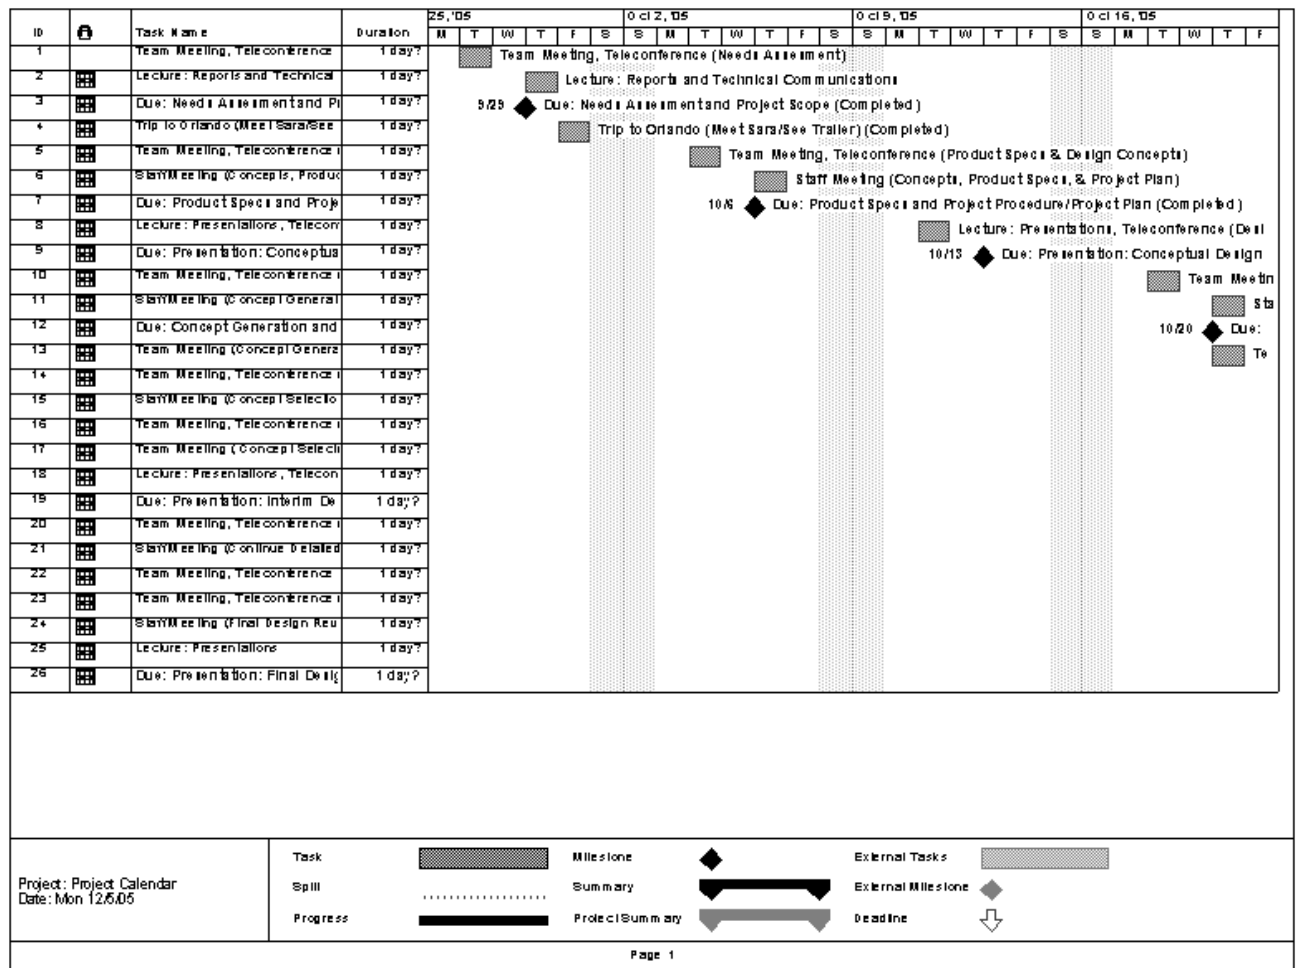 25, '05 Oct 2, '05 Oct 9, '05 Oct 16, '05
ID Task Name Duration M T W T F S S M T W T F S S M T W T F S S M T W T F
1 Team Meeting, Teleconference 1 day? Team Meeting, Teleconference (Needs Assesment)
2 Lecture: Reports and Technical 1 day? Lecture: Reports and Technical Communications
3 Due: Needs Assesment and Pr 1 day? 9/29 Due: Needs Assesment and Project Scope (Completed)
4 Trip to Orlando (Meet Sara/See 1 day? Trip to Orlando (Meet Sara/See Trailer) (Completed)
5 Team Meeting, Teleconference ( 1 day? Team Meeting, Teleconference (Product Specs & Design Concepts)
6 Staff Meeting (Concepts, Produc 1 day? Staff Meeting (Concepts, Product Specs, & Project Plan)
7 Due: Product Specs and Proje 1 day? 10/6 Due: Product Specs and Project Procedure/Project Plan (Completed)
8 Lecture: Presentations, Telecon 1 day? Lecture: Presentations, Teleconference (Desi
9 Due: Presentation: Conceptua 1 day? 10/13 Due: Presentation: Conceptual Design
10 Team Meeting, Teleconference ( 1 day? Team Meetin
11 Staff Meeting (Concept General 1 day? Sta
12 Due: Concept Generation and 1 day? 10/20 Due:
13 Team Meeting (Concept Genera 1 day? Te
14 Team Meeting, Teleconference ( 1 day?
15 Staff Meeting (Concept Selectio 1 day?
16 Team Meeting, Teleconference ( 1 day?
17 Team Meeting (Concept Selecti 1 day?
18 Lecture: Presentations, Telecon 1 day?
19 Due: Presentation: Interim De 1 day?
20 Team Meeting, Teleconference ( 1 day?
21 Staff Meeting (Continue Detailed 1 day?
22 Team Meeting, Teleconference 1 day?
23 Team Meeting, Teleconference ( 1 day?
24 Staff Meeting (Final Design Rev 1 day?
25 Lecture: Presentations 1 day?
26 Due: Presentation: Final Desig 1 day?
Project: Project Calendar
Date: Mon 12/5/05
Task Milestone External Tasks
Split Summary External Milestone
Progress Project Summary Deadline
Page 1